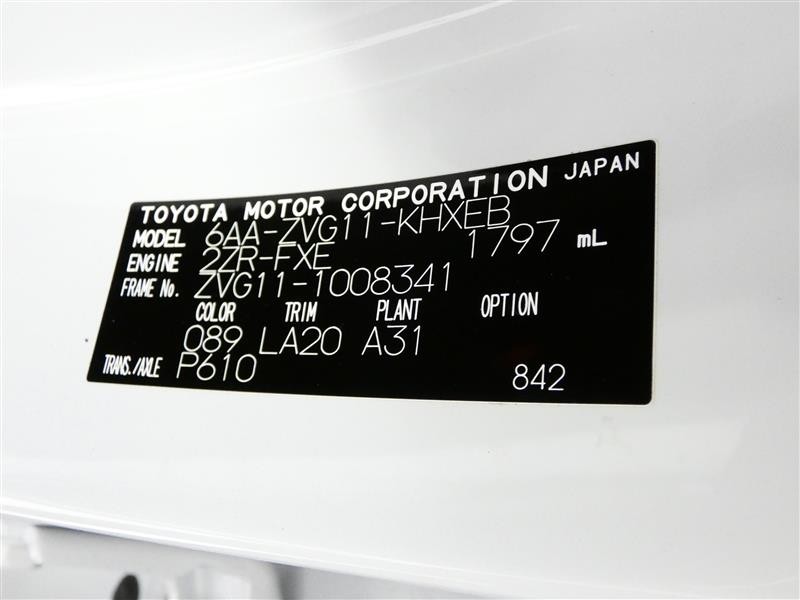 TOYOTA MOTOR CORPORATION JAPAN
MODEL 6AA-ZVG11-KHXEB
ENGINE 2ZR-FXE 1797 mL
FRAME No. ZVG11-1008341
COLOR TRIM PLANT OPTION
089 LA20 A31
TRANS./AXLE P610 842